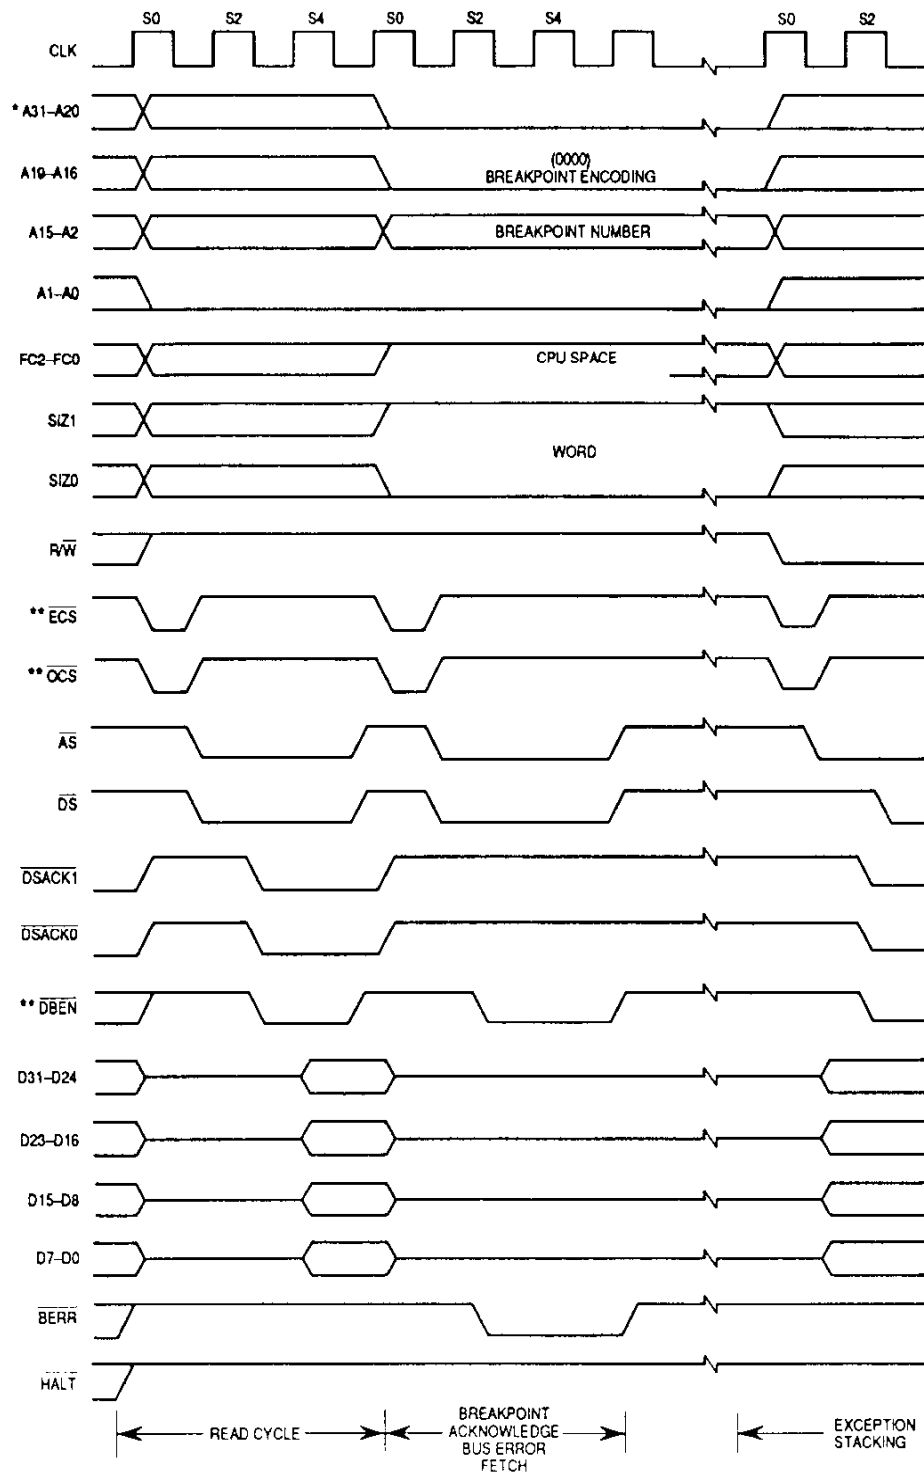 S0 S2 S4 S0 S2 S4 S0 S2
CLK
* A31–A20
(0000)
A19–A16
BREAKPOINT ENCODING
A15–A2
BREAKPOINT NUMBER
A1–A0
FC2–FC0
CPU SPACE
SIZ1
WORD
SIZ0
R/W
** ECS
** OCS
AS
DS
DSACK1
DSACK0
** DBEN
D31–D24
D23–D16
D15–D8
D7–D0
BERR
HALT
READ CYCLE
BREAKPOINT
ACKNOWLEDGE
BUS ERROR
FETCH
EXCEPTION
STACKING